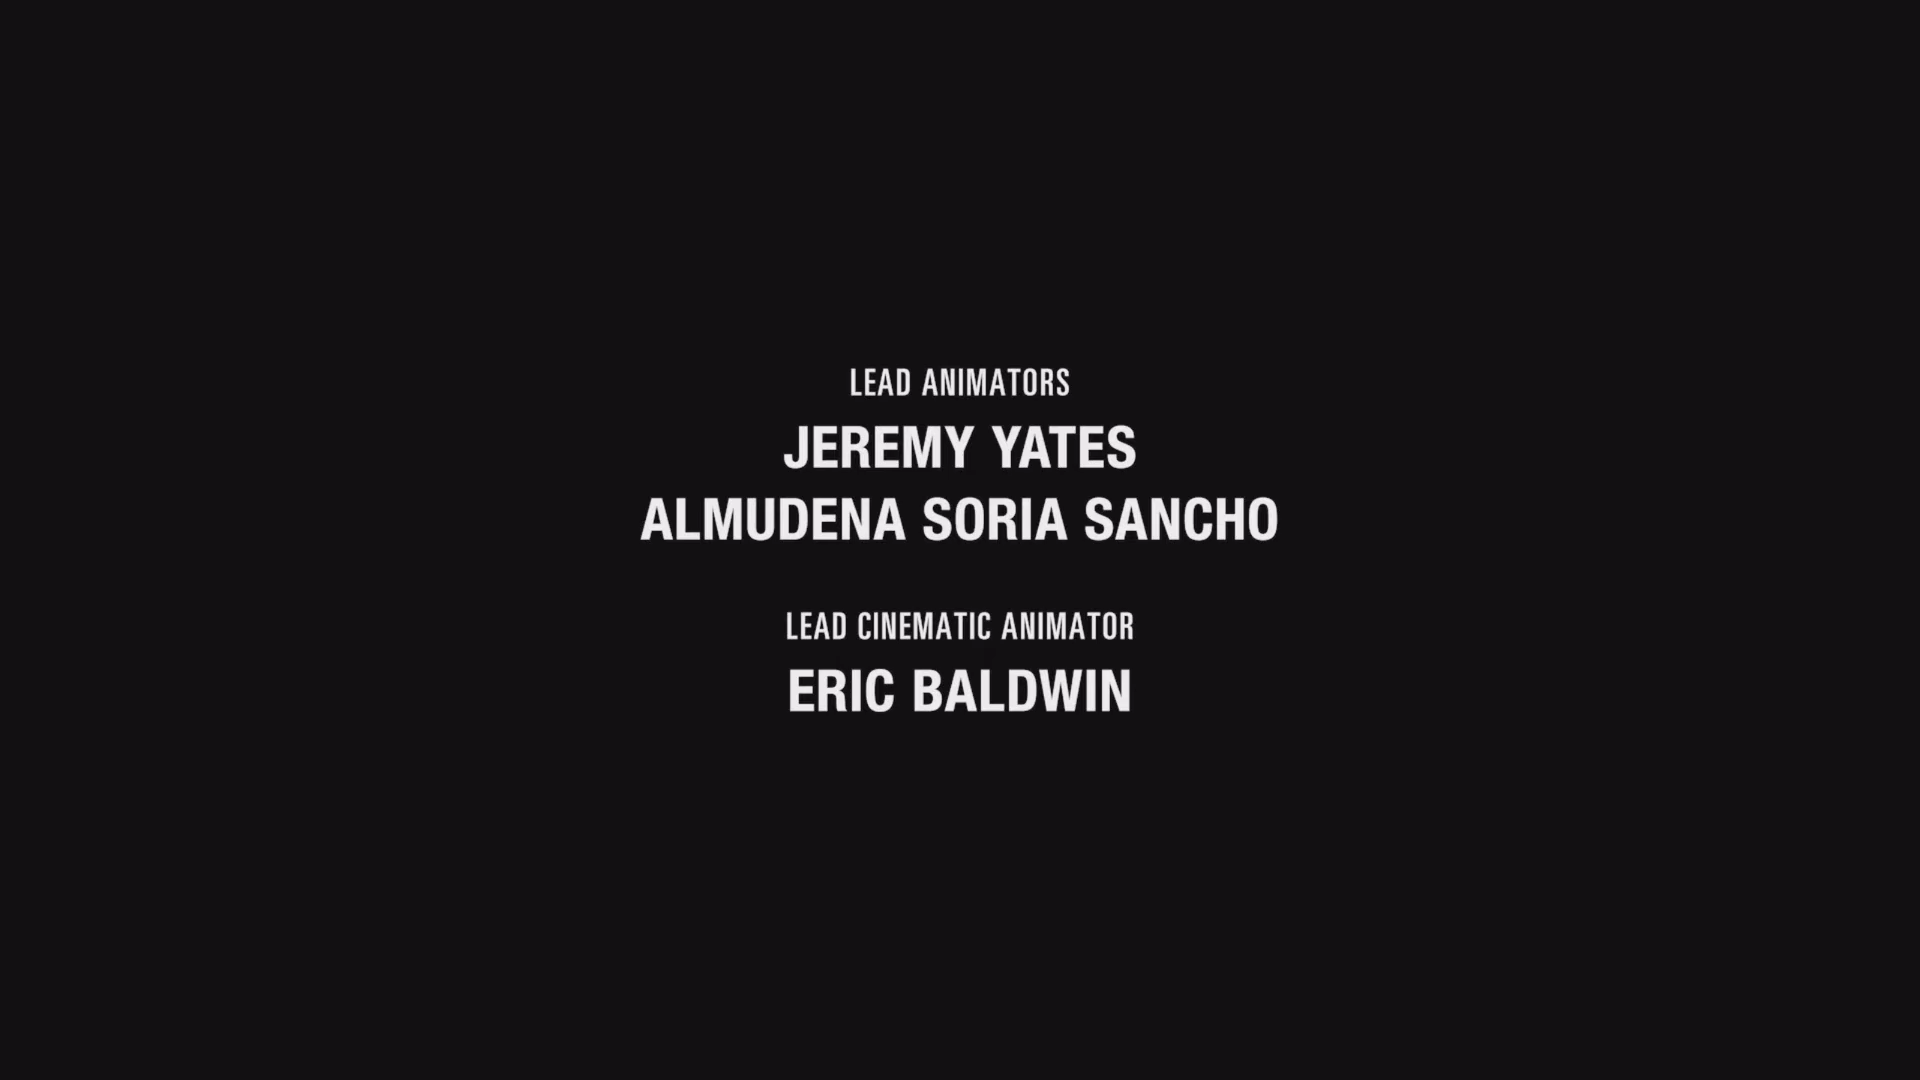 LEAD ANIMATORS
JEREMY YATES
ALMUDENA SORIA SANCHO
LEAD CINEMATIC ANIMATOR
ERIC BALDWIN